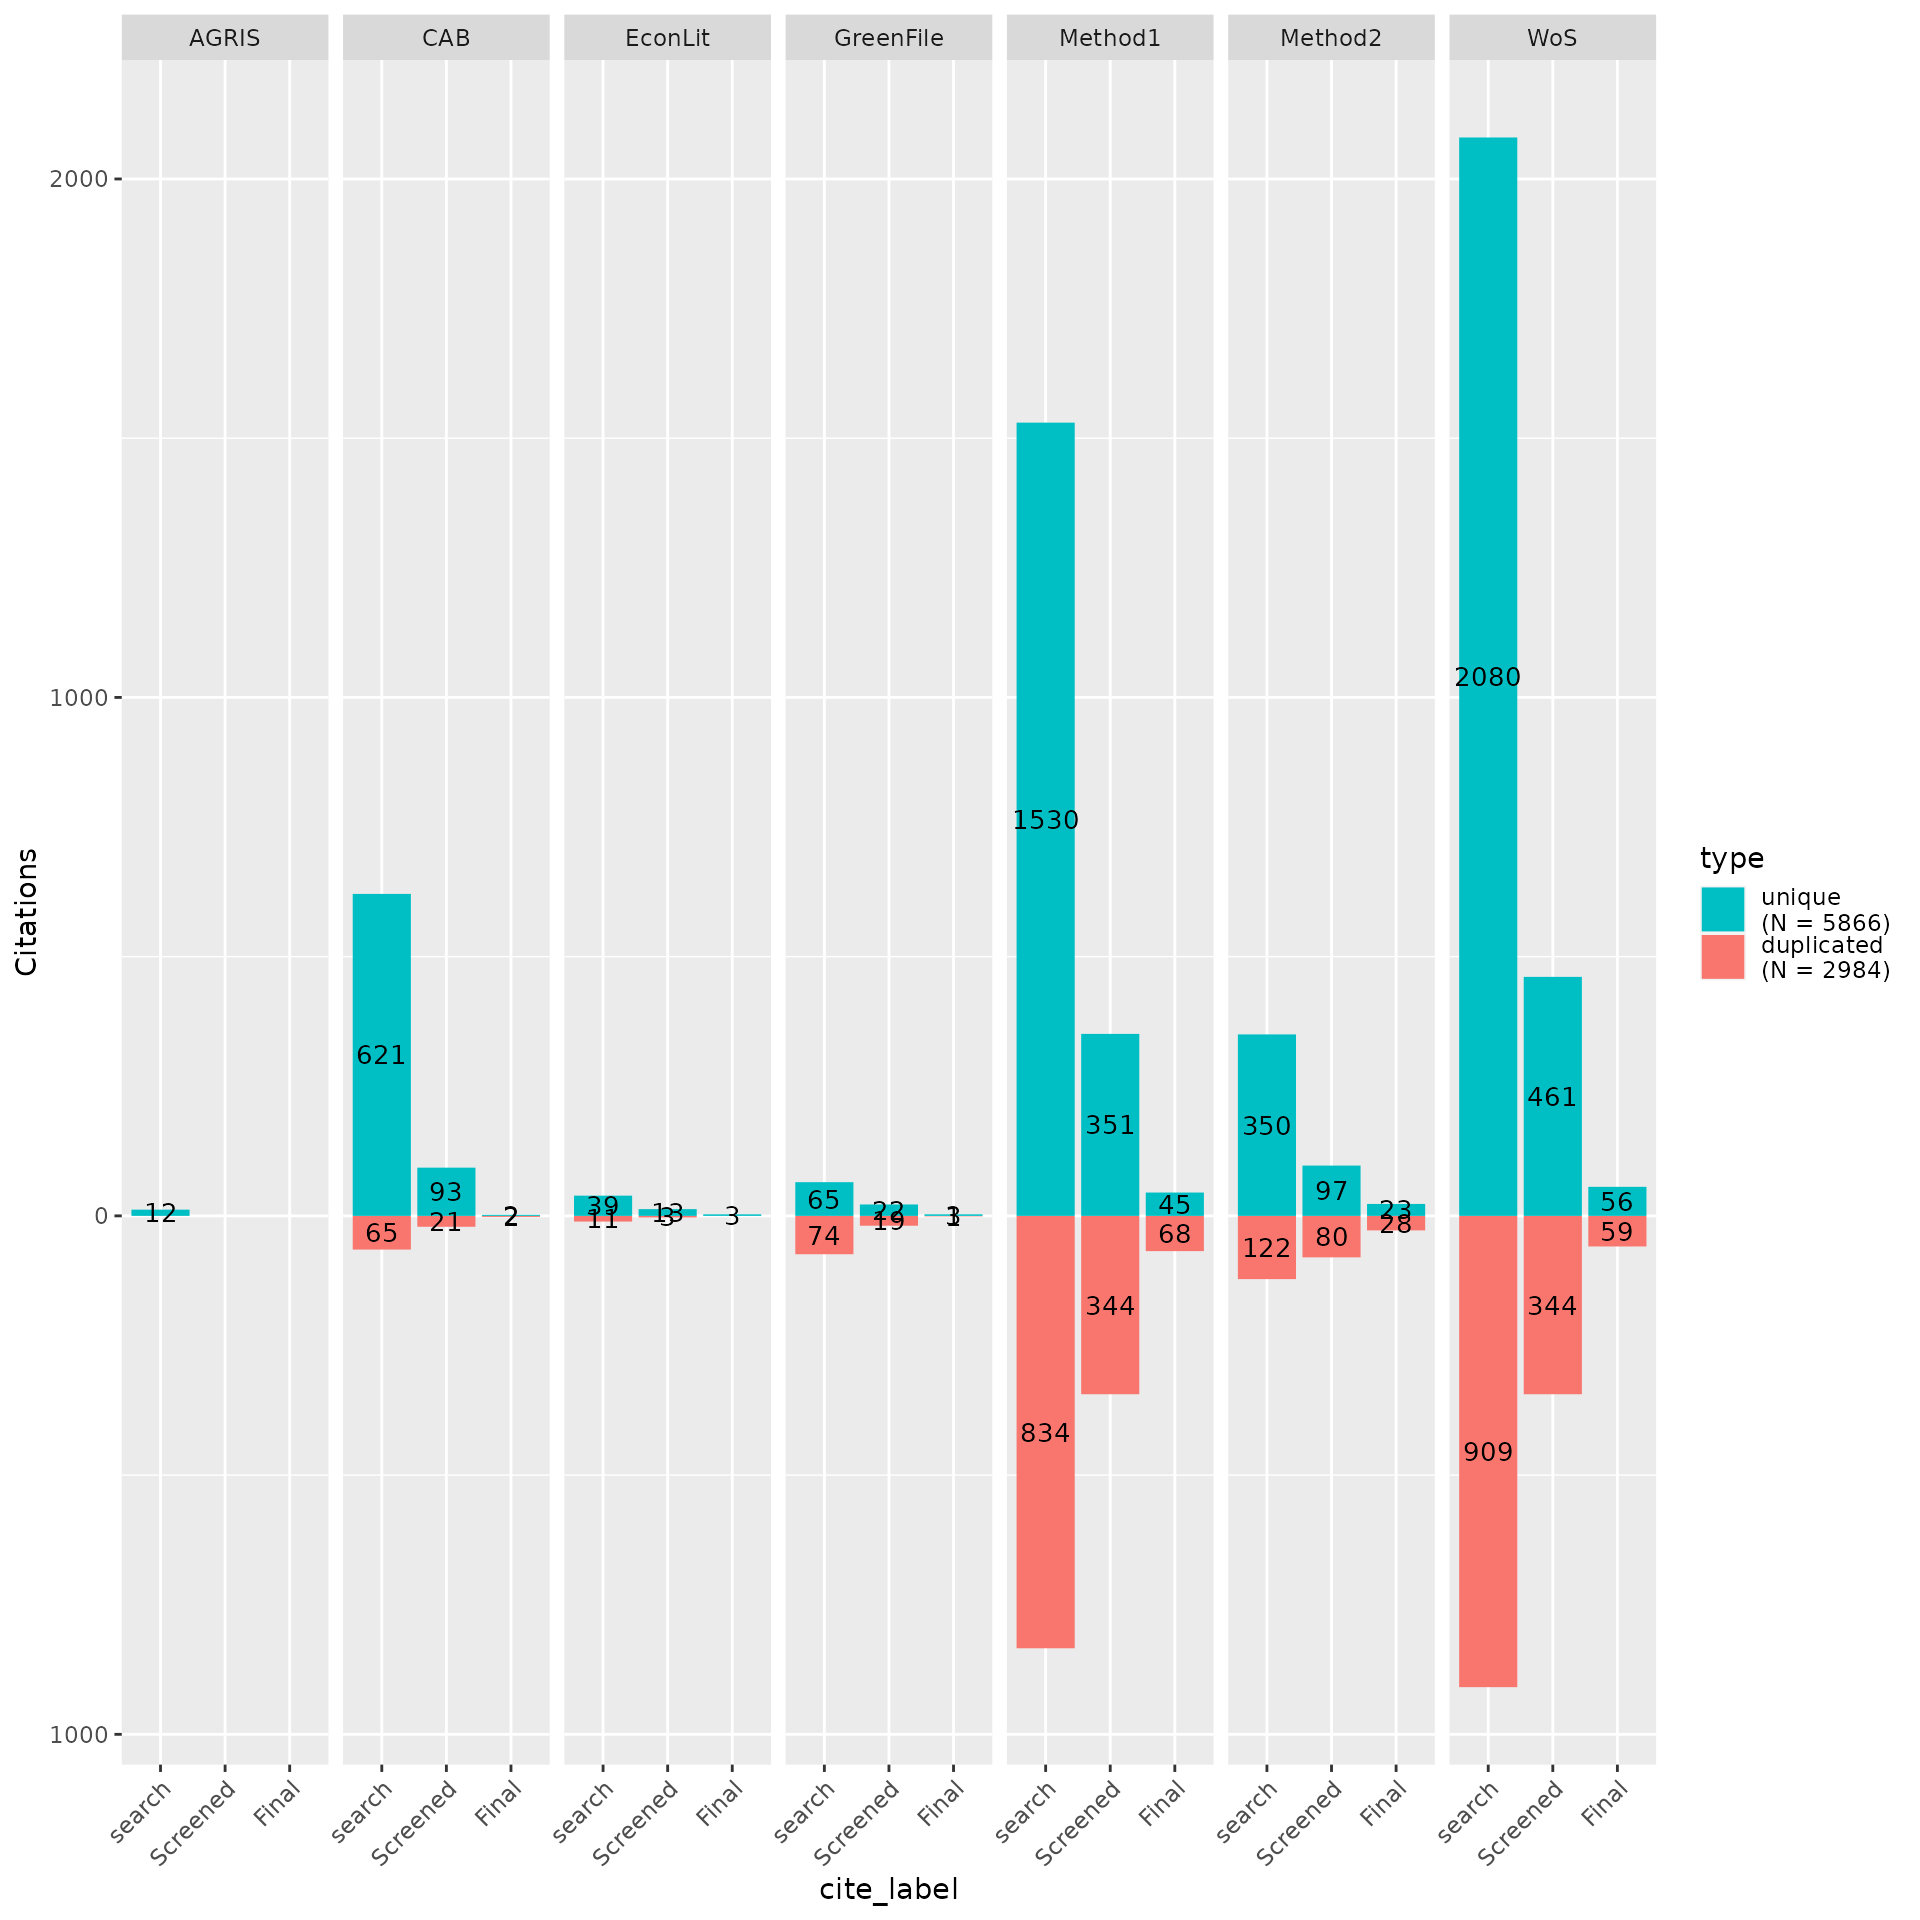 AGRIS CAB EconLit GreenFile Method1 Method2 WoS
2000
1000
0
1000
Citations
12
621
65
93
21
2
2
39
11
13
3
3
65
74
22
19
1530
834
351
344
45
68
350
122
97
80
23
28
2080
909
461
344
56
59
search Screened Final
search Screened Final
search Screened Final
search Screened Final
search Screened Final
search Screened Final
search Screened Final
cite_label
type
unique
(N = 5866)
duplicated
(N = 2984)